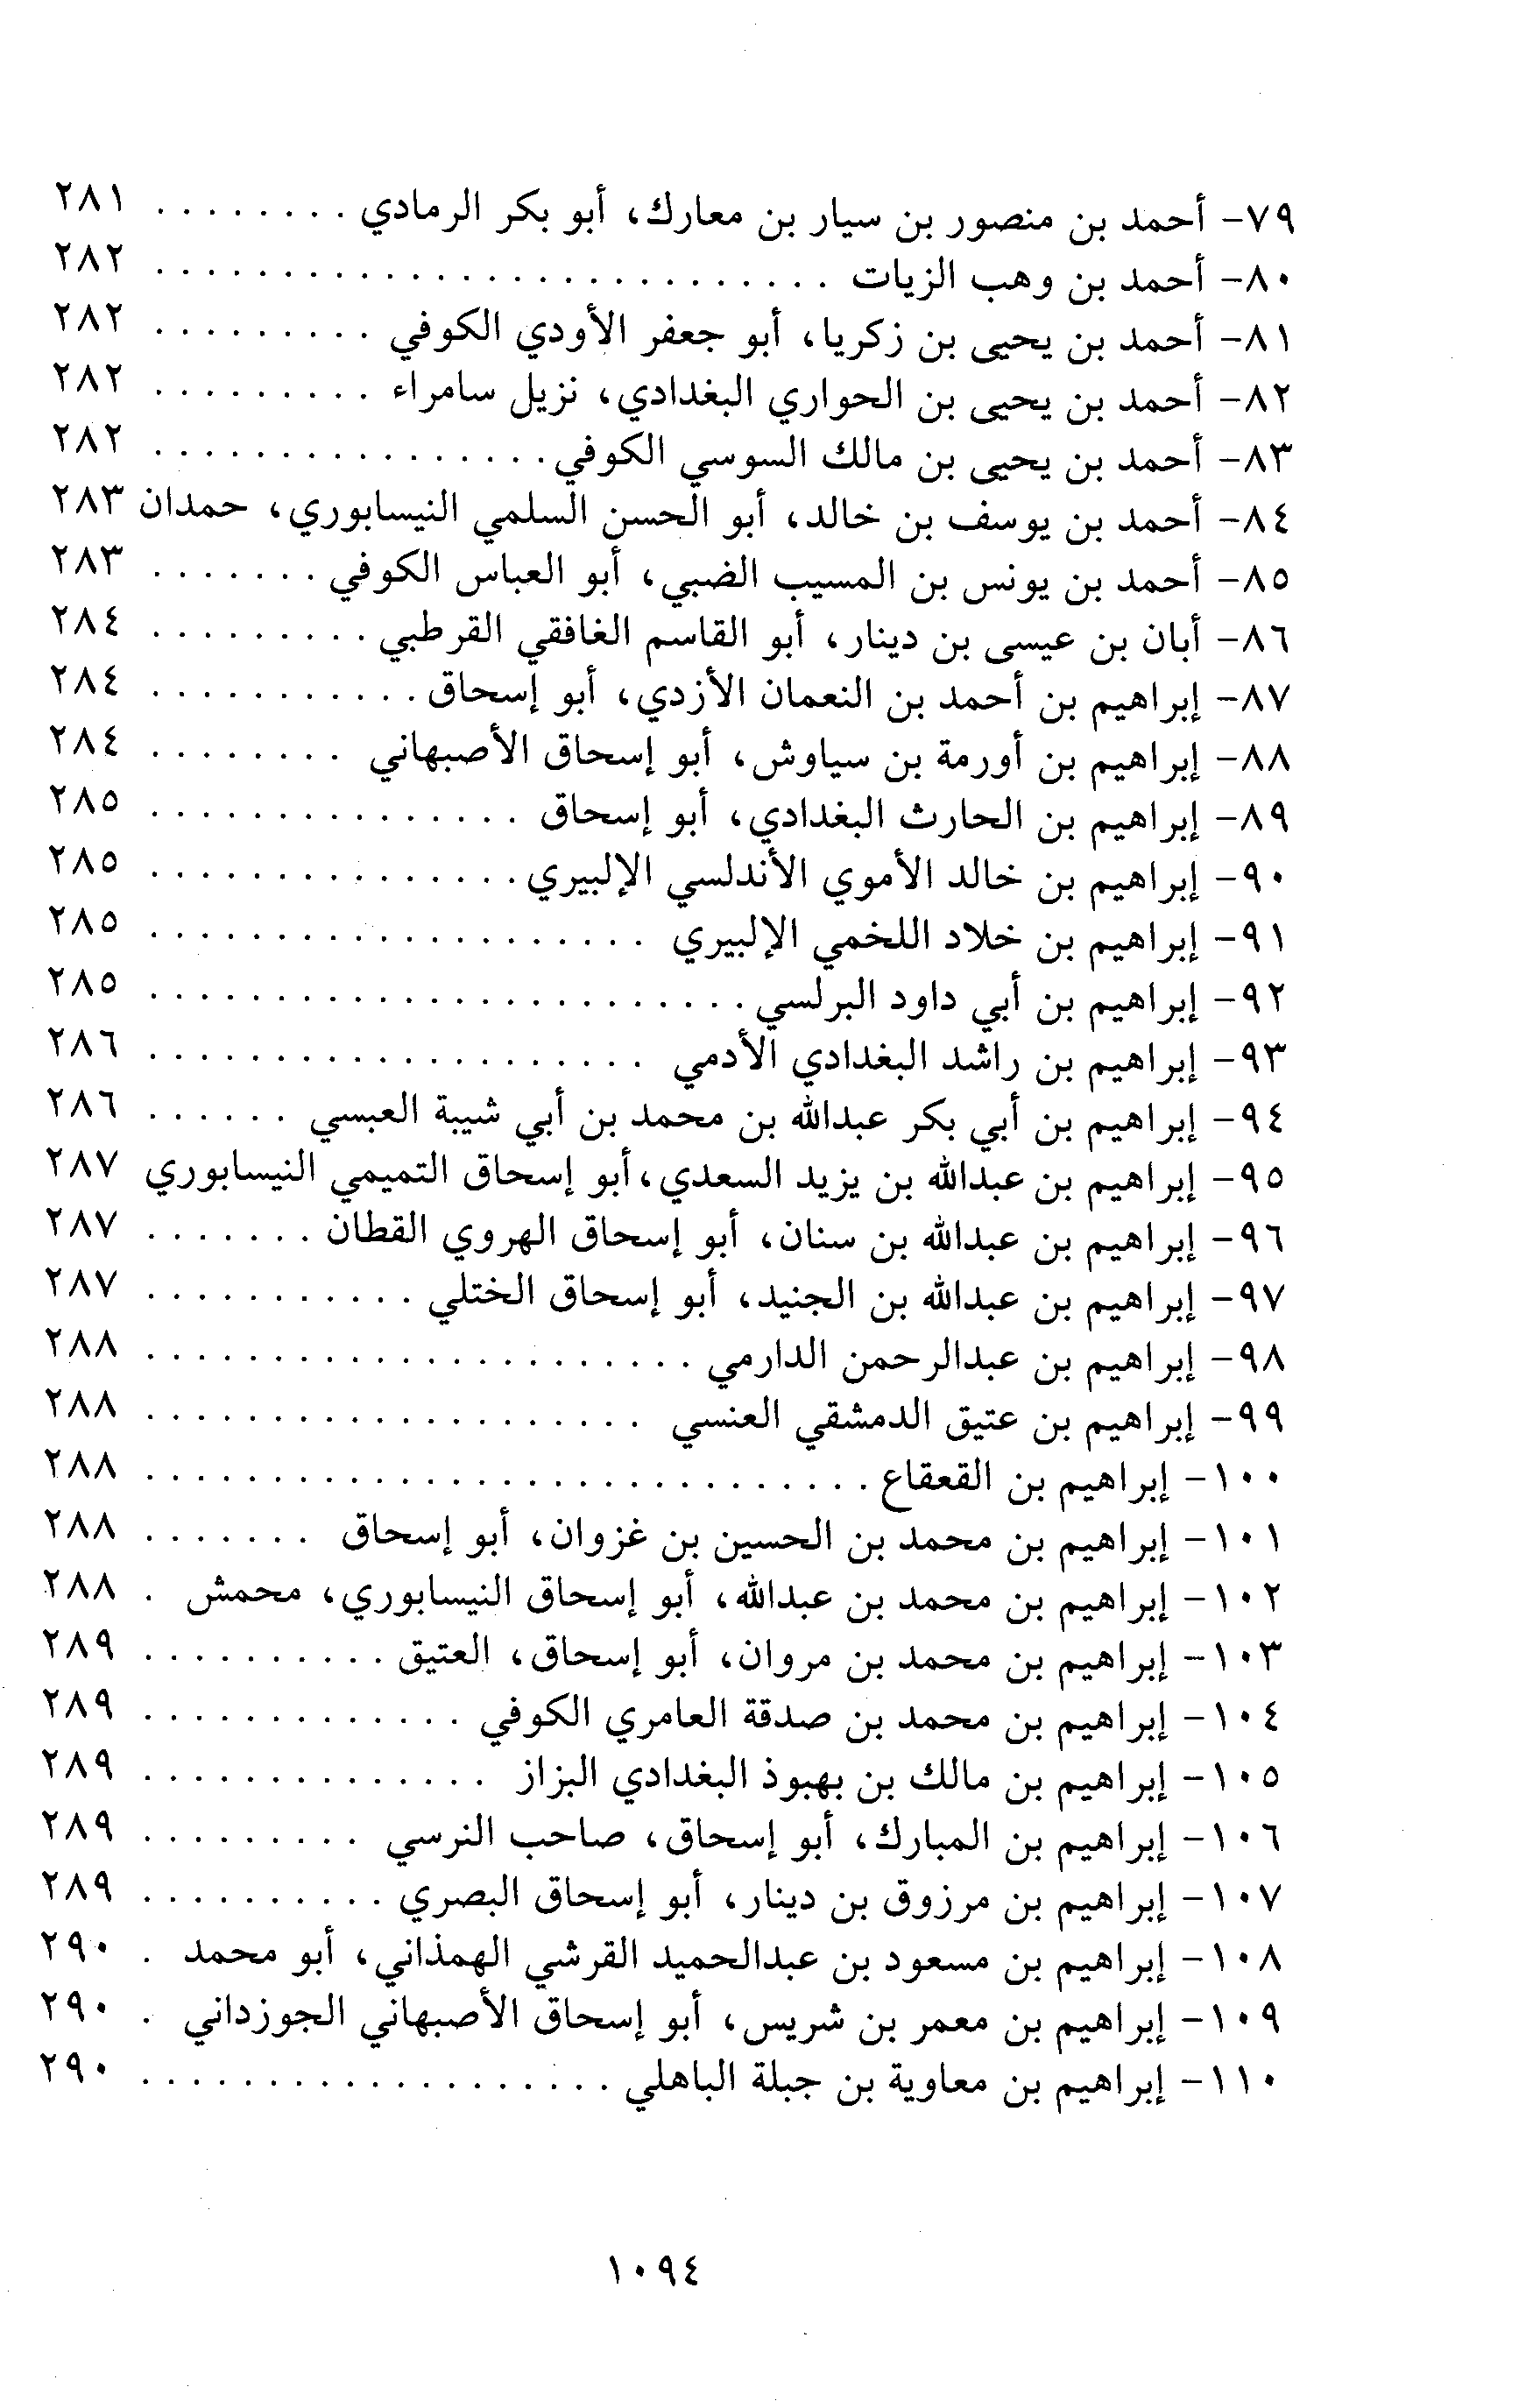 ٧٩- أحمد بن منصور بن سيار بن معارك، أبو بكر الرمادي ........ ٢٨١
٨٠- أحمد بن وهب الزيات ........................... ٢٨٢
٨١- أحمد بن يحيى بن زكريا، أبو جعفر الأودي الكوفي ......... ٢٨٢
٨٢- أحمد بن يحيى بن الحواري البغدادي، نزيل سامراء ......... ٢٨٢
٨٣- أحمد بن يحيى بن مالك السوسي الكوفي ................ ٢٨٢
٨٤- أحمد بن يوسف بن خالد، أبو الحسن السلمي النيسابوري، حمدان ٢٨٣
٨٥- أحمد بن يونس بن المسيب الضبي، أبو العباس الكوفي ....... ٢٨٣
٨٦- أبان بن عيسى بن دينار، أبو القاسم الغافقي القرطبي ......... ٢٨٤
٨٧- إبراهيم بن أحمد بن النعمان الأزدي، أبو إسحاق ........... ٢٨٤
٨٨- إبراهيم بن أورمة بن سياوش، أبو إسحاق الأصبهاني ........ ٢٨٤
٨٩- إبراهيم بن الحارث البغدادي، أبو إسحاق ............... ٢٨٥
٩٠- إبراهيم بن خالد الأموي الأندلسي الإلبيري ............... ٢٨٥
٩١- إبراهيم بن خلاد اللخمي الإلبيري .................... ٢٨٥
٩٢- إبراهيم بن أبي داود البرلسي ........................ ٢٨٥
٩٣- إبراهيم بن راشد البغدادي الأدمي .................... ٢٨٦
٩٤- إبراهيم بن أبي بكر عبدالله بن محمد بن أبي شيبة العبسي ...... ٢٨٦
٩٥- إبراهيم بن عبدالله بن يزيد السعدي، أبو إسحاق التميمي النيسابوري ٢٨٧
٩٦- إبراهيم بن عبدالله بن سنان، أبو إسحاق الهروي القطان ....... ٢٨٧
٩٧- إبراهيم بن عبدالله بن الجنيد، أبو إسحاق الختلي ........... ٢٨٧
٩٨- إبراهيم بن عبدالرحمن الدارمي ...................... ٢٨٨
٩٩- إبراهيم بن عتيق الدمشقي العنسي .................... ٢٨٨
١٠٠- إبراهيم بن القعقاع ............................. ٢٨٨
١٠١- إبراهيم بن محمد بن الحسين بن غزوان، أبو إسحاق ....... ٢٨٨
١٠٢- إبراهيم بن محمد بن عبدالله، أبو إسحاق النيسابوري، محمش . ٢٨٨
١٠٣- إبراهيم بن محمد بن مروان، أبو إسحاق، العتيق .......... ٢٨٩
١٠٤- إبراهيم بن محمد بن صدقة العامري الكوفي ............. ٢٨٩
١٠٥- إبراهيم بن مالك بن بهبوذ البغدادي البزاز .............. ٢٨٩
١٠٦- إبراهيم بن المبارك، أبو إسحاق، صاحب النرسي ......... ٢٨٩
١٠٧- إبراهيم بن مرزوق بن دينار، أبو إسحاق البصري .......... ٢٨٩
١٠٨- إبراهيم بن مسعود بن عبدالحميد القرشي الهمذاني، أبو محمد . ٢٩٠
١٠٩- إبراهيم بن معمر بن شريس، أبو إسحاق الأصبهاني الجوزداني . ٢٩٠
١١٠- إبراهيم بن معاوية بن جبلة الباهلي ................... ٢٩٠
١٠٩٤